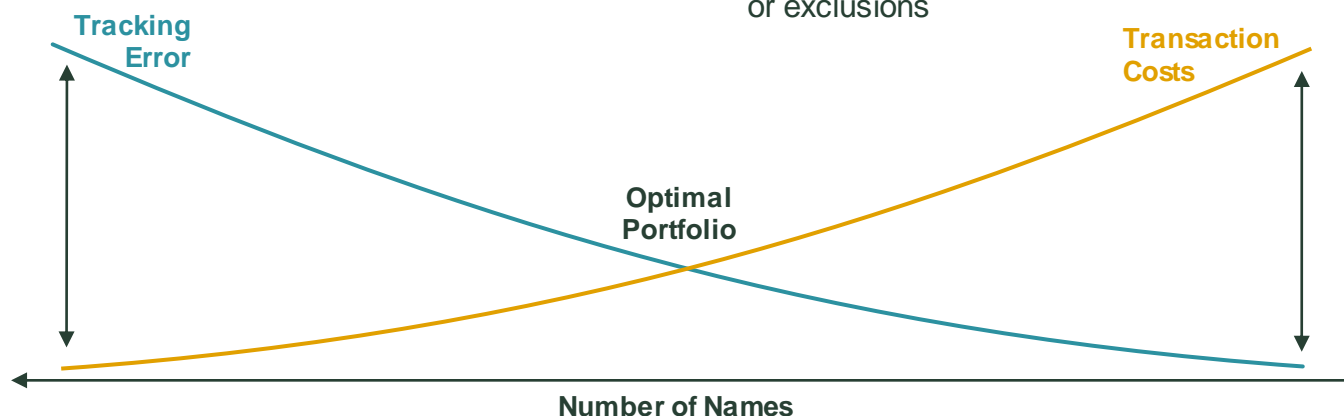 or exclusions
Tracking
Error
Transaction
Costs
Optimal
Portfolio
Number of Names